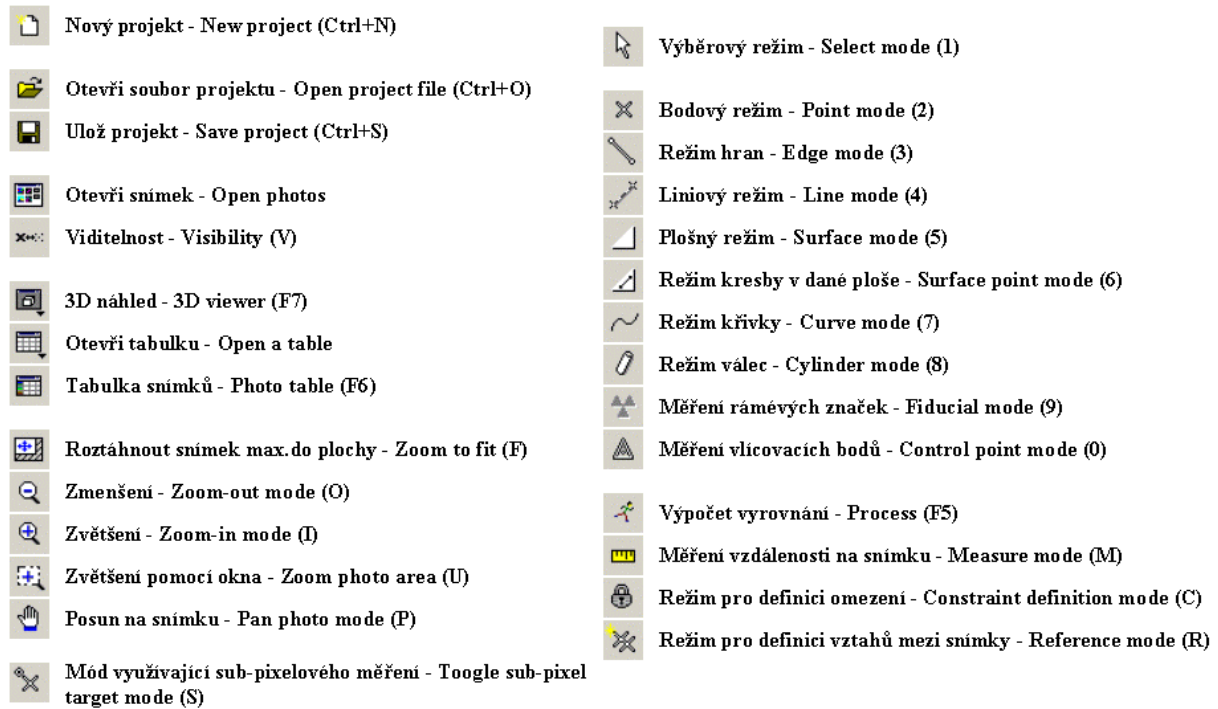 Nový projekt - New project (Ctrl+N)
Otevři soubor projektu - Open project file (Ctrl+O)
Ulož projekt - Save project (Ctrl+S)
Otevři snímek - Open photos
Viditelnost - Visibility (V)
3D náhled - 3D viewer (F7)
Otevři tabulku - Open a table
Tabulka snímků - Photo table (F6)
Roztáhnout snímek max.do plochy - Zoom to fit (F)
Zmenšení - Zoom-out mode (O)
Zvětšení - Zoom-in mode (I)
Zvětšení pomocí okna - Zoom photo area (U)
Posun na snímku - Pan photo mode (P)
Mód využívající sub-pixelového měření - Toogle sub-pixel
target mode (S)
Výběrový režim - Select mode (1)
Bodový režim - Point mode (2)
Režim hran - Edge mode (3)
Liniový režim - Line mode (4)
Plošný režim - Surface mode (5)
Režim kresby v dané ploše - Surface point mode (6)
Režim křivky - Curve mode (7)
Režim válec - Cylinder mode (8)
Měření rámévých značek - Fiducial mode (9)
Měření vlícovacích bodů - Control point mode (0)
Výpočet vyrovnání - Process (F5)
Měření vzdálenosti na snímku - Measure mode (M)
Režim pro definici omezení - Constraint definition mode (C)
Režim pro definici vztahů mezi snímky - Reference mode (R)